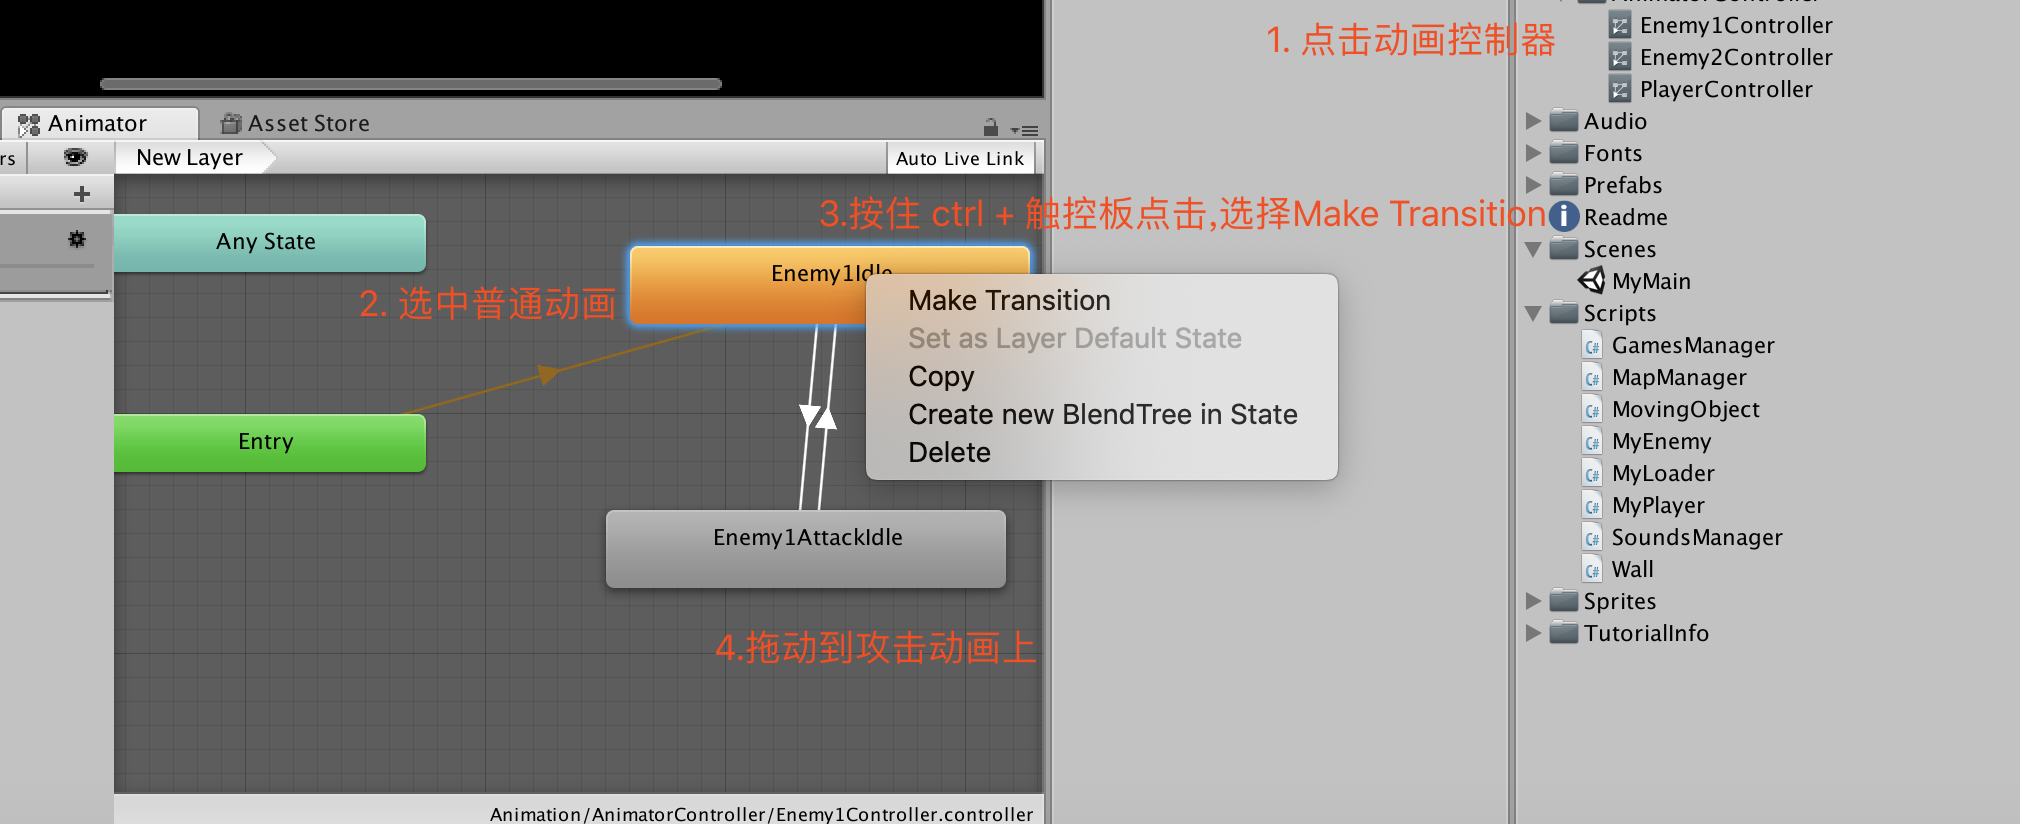 AnimatorController
1. 点击动画控制器
Enemy1Controller
Enemy2Controller
PlayerController
Animator
Asset Store
Audio
rs
New Layer
Auto Live Link
Fonts
Prefabs
3.按住 ctrl + 触控板点击,选择Make Transition
Readme
Any State
Scenes
Enemy1Idle
MyMain
2. 选中普通动画
Make Transition
Set as Layer Default State
Copy
Create new BlendTree in State
Delete
Scripts
GamesManager
MapManager
MovingObject
Entry
MyEnemy
MyLoader
MyPlayer
Enemy1AttackIdle
SoundsManager
Wall
Sprites
4.拖动到攻击动画上
TutorialInfo
Animation/AnimatorController/Enemy1Controller.controller